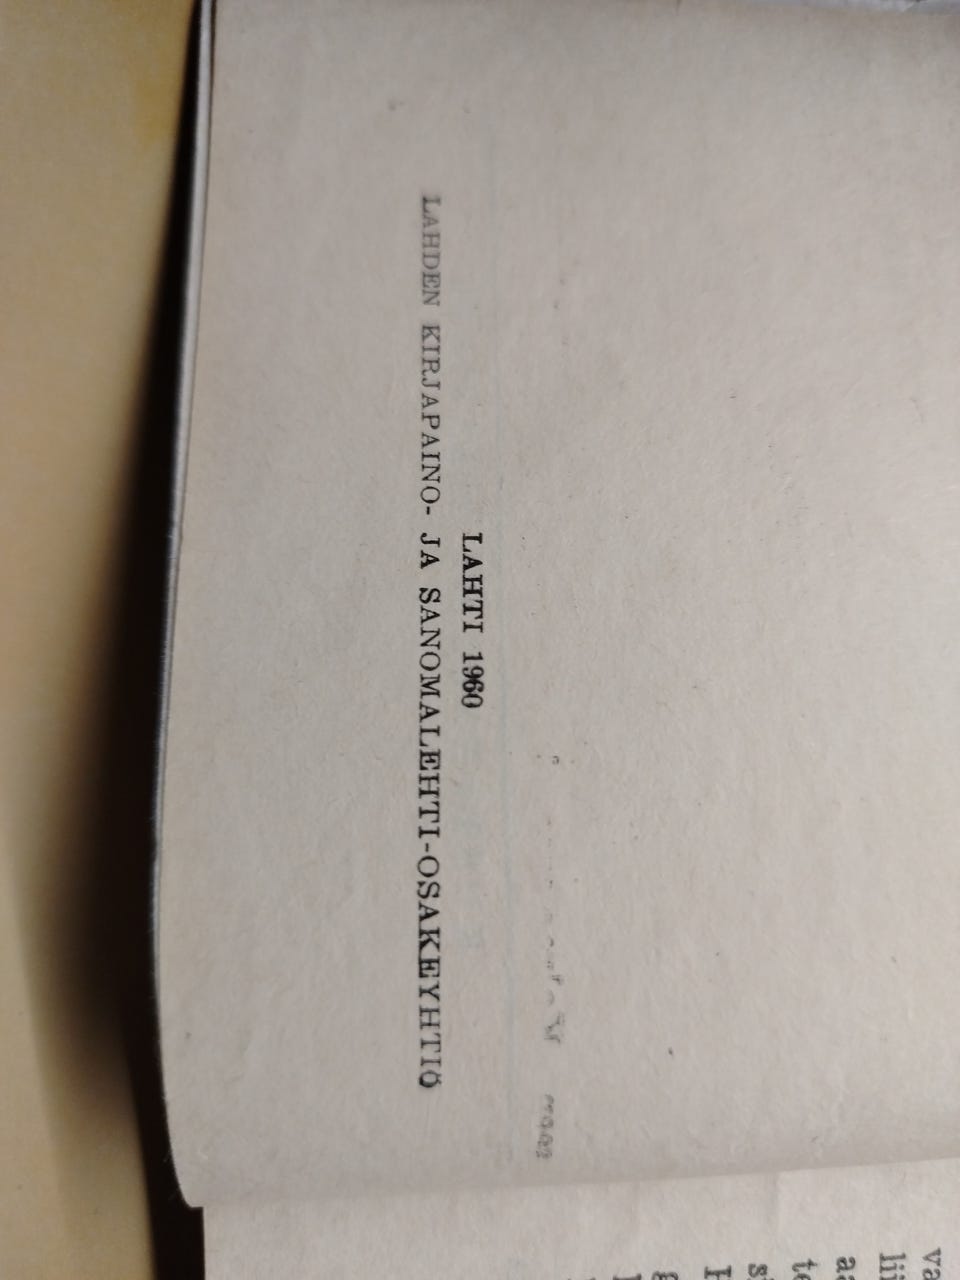 LAHTI 1960
LAHDEN KIRJAPAINO- JA SANOMALEHTI-OSAKEYHTIÖ